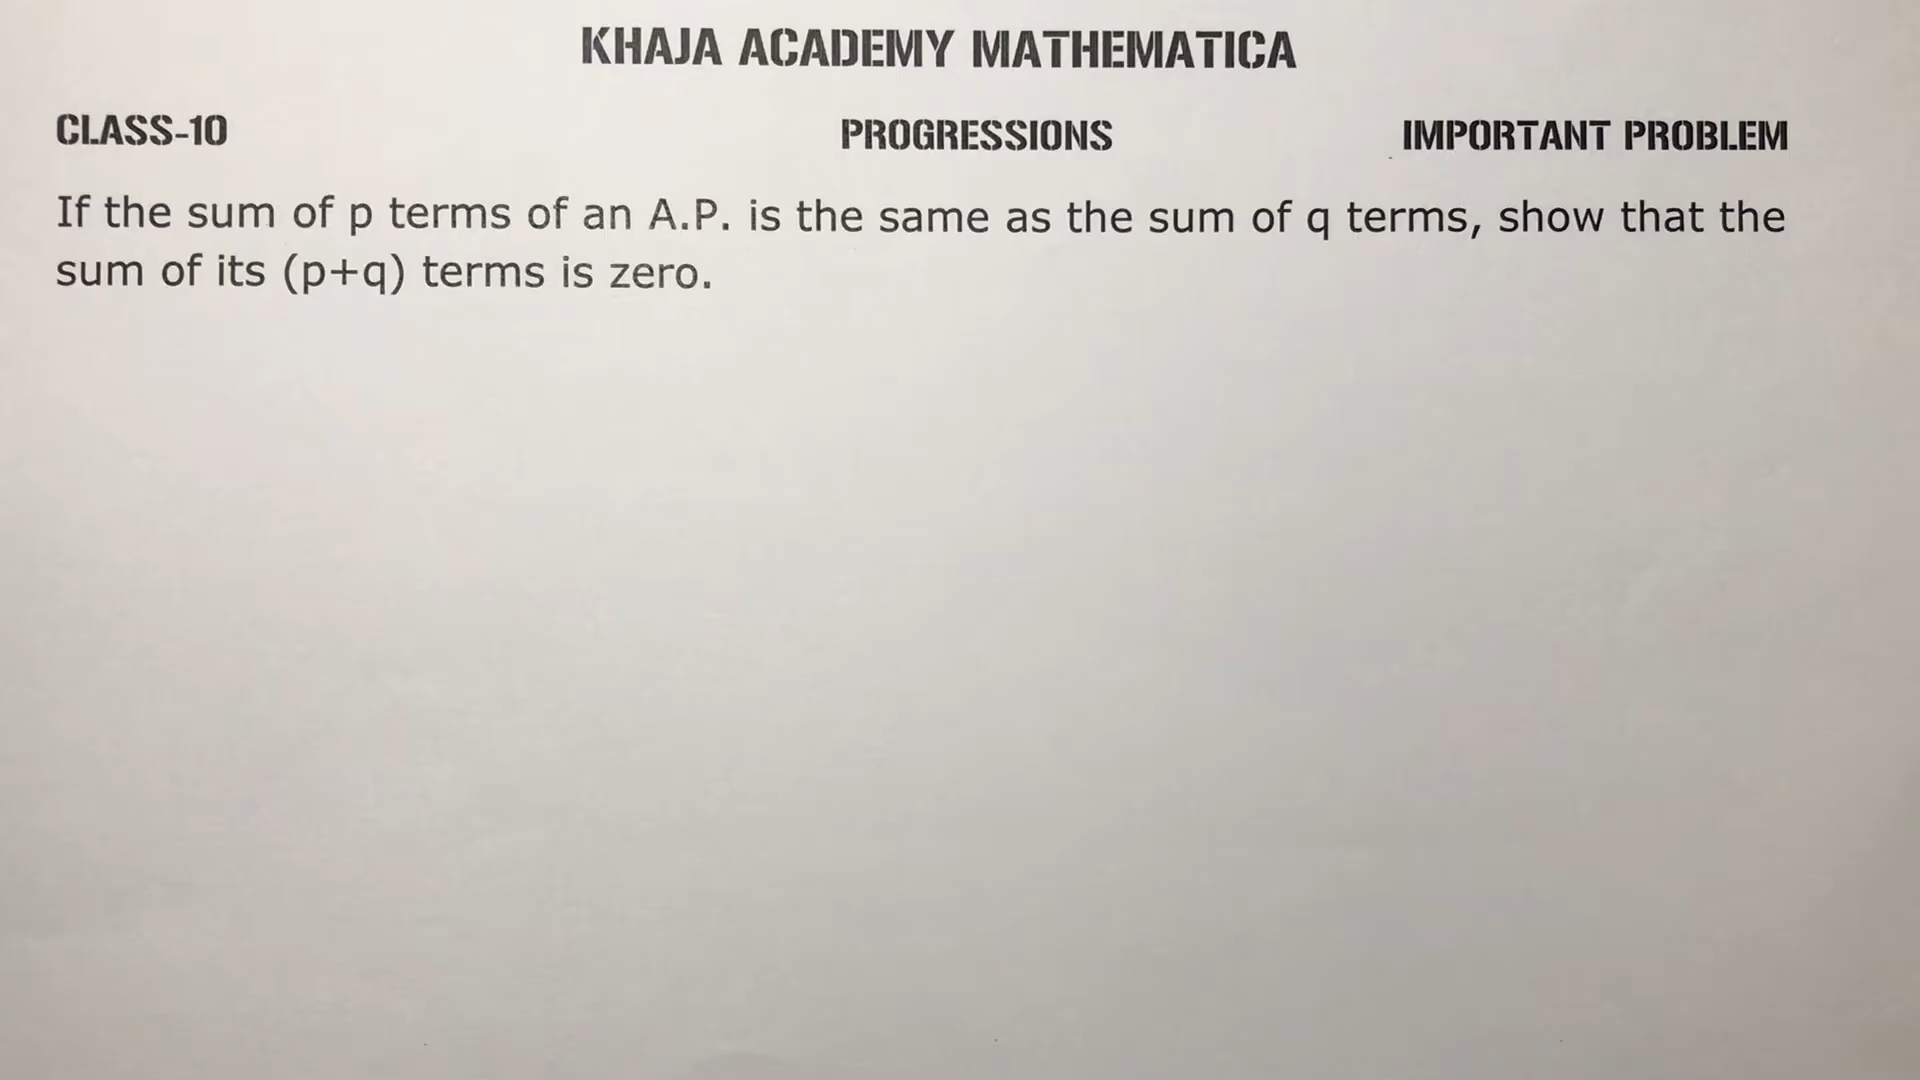 KHAJA ACADEMY MATHEMATICA
CLASS-10 PROGRESSIONS IMPORTANT PROBLEM
If the sum of p terms of an A.P. is the same as the sum of q terms, show that the
sum of its (p+q) terms is zero.